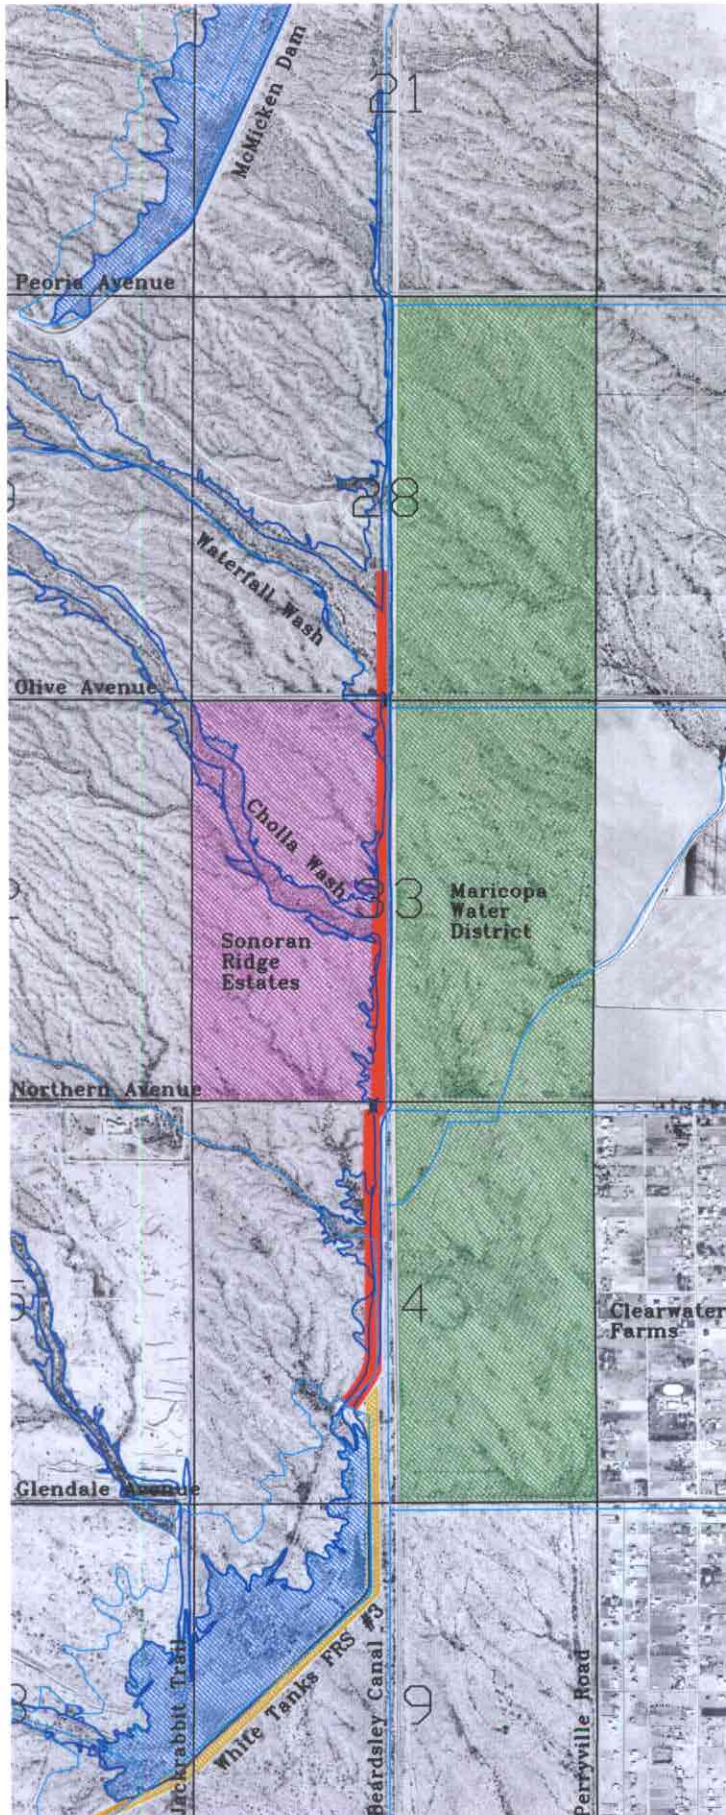 McMicken Dam
21
Peoria Avenue
28
Waterfall Wash
Olive Avenue
Cholla Wash
33
Maricopa
Water
District
Sonoran
Ridge
Estates
Northern Avenue
4
Clearwater
Farms
Glendale Avenue
White Tanks FRS #3
Jackrabbit Trail
Beardsley Canal
9
Perryville Road